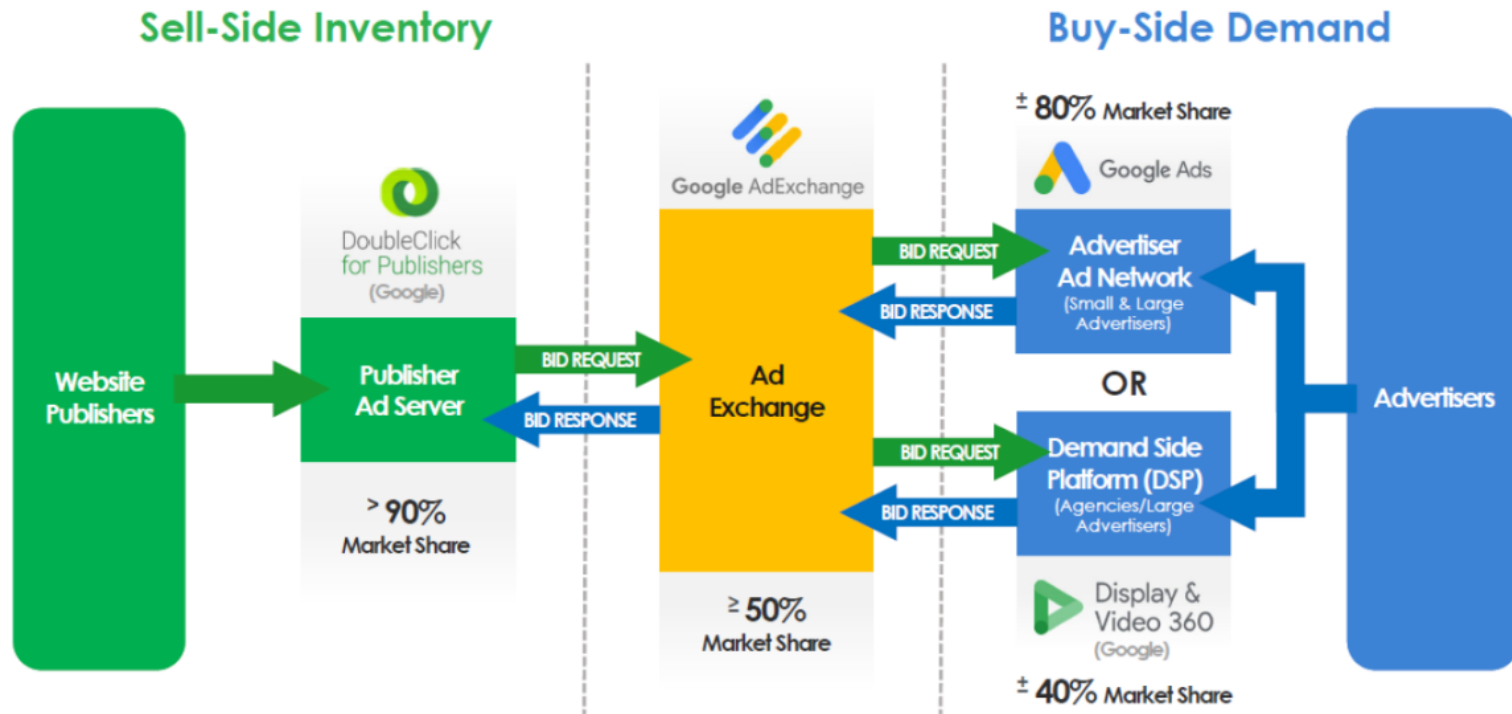 Sell-Side Inventory
Buy-Side Demand
Website
Publishers
DoubleClick
for Publishers
(Google)
Publisher
Ad Server
> 90%
Market Share
BID REQUEST
BID RESPONSE
Google AdExchange
Ad
Exchange
≥ 50%
Market Share
BID REQUEST
BID RESPONSE
BID REQUEST
BID RESPONSE
± 80% Market Share
Google Ads
Advertiser
Ad Network
(Small & Large
Advertisers)
OR
Demand Side
Platform (DSP)
(Agencies/Large
Advertisers)
Display &
Video 360
(Google)
± 40% Market Share
Advertisers